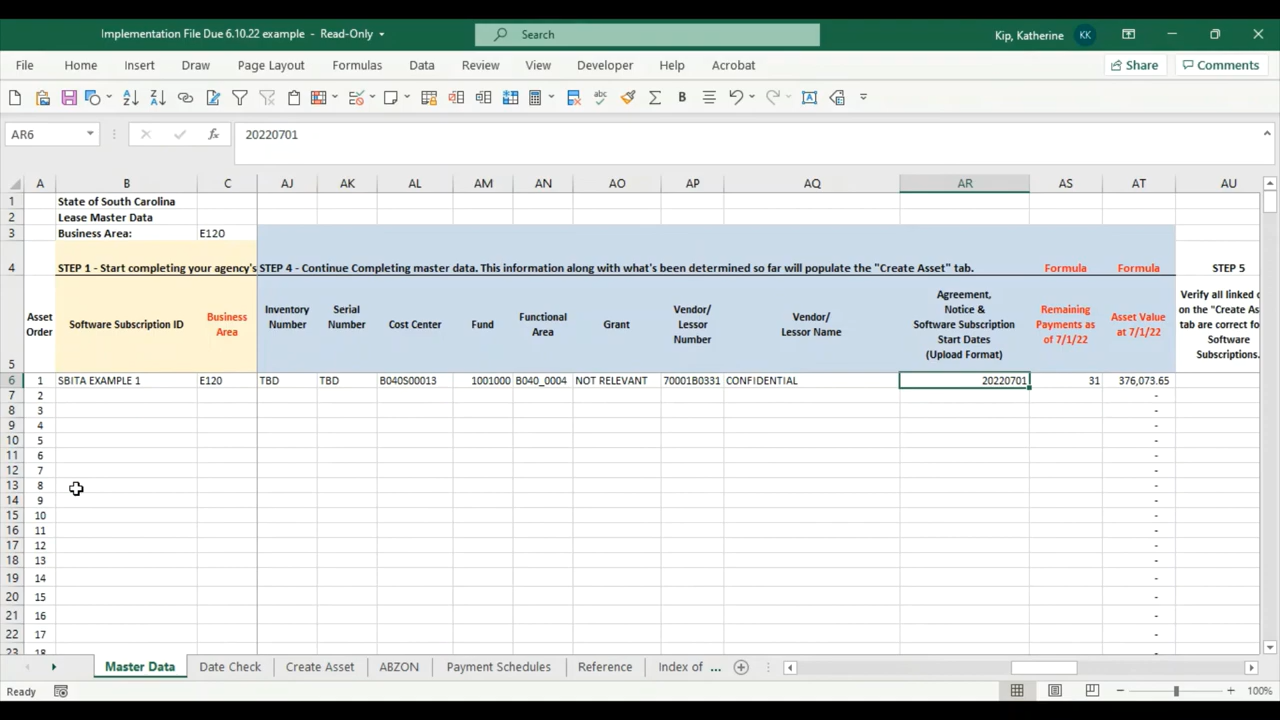 Implementation File Due 6.10.22 example - Read-Only
Search
Kip, Katherine KK
File Home Insert Draw Page Layout Formulas Data Review View Developer Help Acrobat Share Comments
AR6 fx 20220701
A B C AJ AK AL AM AN AO AP AQ AR AS AT AU
1 State of South Carolina
2 Lease Master Data
3 Business Area: E120
4 STEP 1 - Start completing your agency's STEP 4 - Continue Completing master data. This information along with what's been determined so far will populate the "Create Asset" tab. Formula Formula STEP 5
5 Asset Order Software Subscription ID Business Area Inventory Number Serial Number Cost Center Fund Functional Area Grant Vendor/ Lessor Number Vendor/ Lessor Name Agreement, Notice & Software Subscription Start Dates (Upload Format) Remaining Payments as of 7/1/22 Asset Value at 7/1/22 Verify all linked on the "Create As tab are correct for Software Subscriptions.
6 1 SBITA EXAMPLE 1 E120 TBD TBD B040S00013 1001000 B040_0004 NOT RELEVANT 70001B0331 CONFIDENTIAL 20220701 31 376,073.65
7 2 -
8 3 -
9 4 -
10 5 -
11 6 -
12 7 -
13 8 -
14 9 -
15 10 -
16 11 -
17 12 -
18 13 -
19 14 -
20 15 -
21 16 -
22 17 -
23
Master Data Date Check Create Asset ABZON Payment Schedules Reference Index of ...
Ready 100%